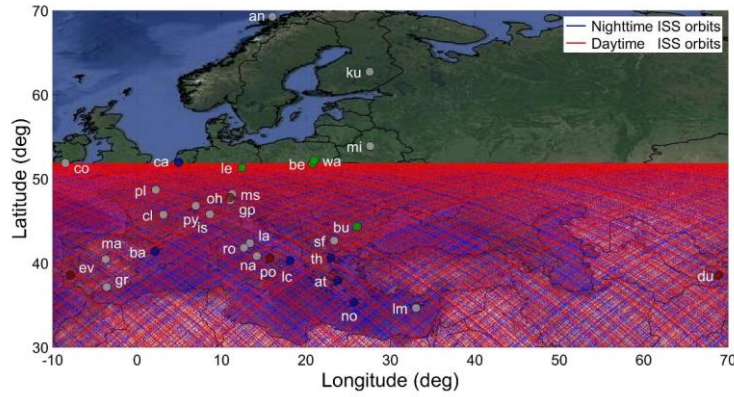 70
60
50
40
30
-10
0
10
20
30
40
50
60
70
Latitude (deg)
Longitude (deg)
Nighttime ISS orbits
Daytime ISS orbits
an
ku
mi
co
ca
le
be
wa
pl
oh
ms
cl
py
is
gp
bu
ma
ba
ro
la
sf
ev
gr
na
po
lc
th
at
no
lm
du